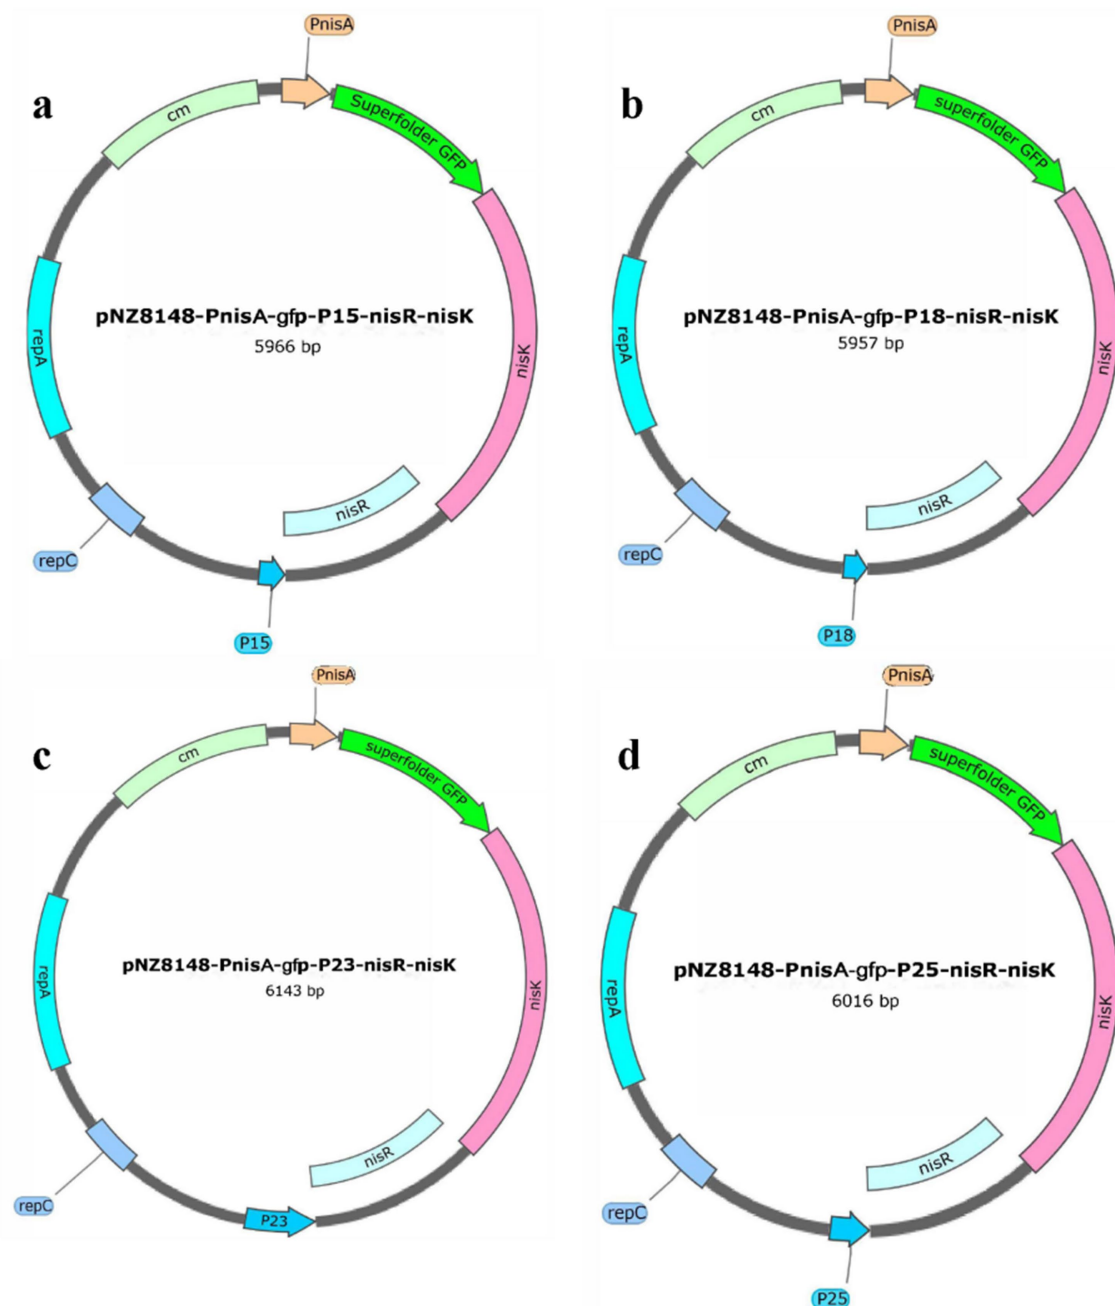 a
PnisA
cm
Superfolder GFP
nisK
pNZ8148-PnisA-gfp-P15-nisR-nisK
5966 bp
repA
nisR
repC
P15
b
PnisA
cm
superfolder GFP
nisK
pNZ8148-PnisA-gfp-P18-nisR-nisK
5957 bp
repA
nisR
repC
P18
c
PnisA
cm
superfolder GFP
nisK
pNZ8148-PnisA-gfp-P23-nisR-nisK
6143 bp
repA
nisR
repC
P23
d
PnisA
cm
superfolder GFP
nisK
pNZ8148-PnisA-gfp-P25-nisR-nisK
6016 bp
repA
nisR
repC
P25